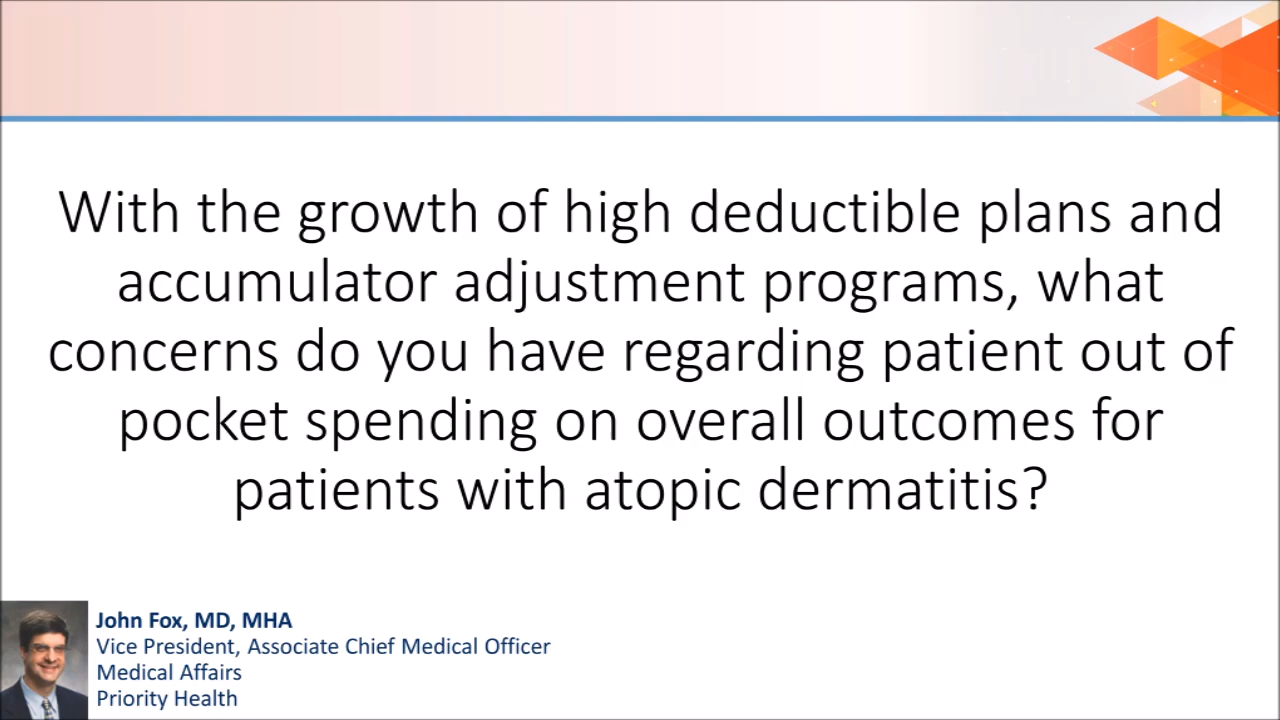 With the growth of high deductible plans and
accumulator adjustment programs, what
concerns do you have regarding patient out of
pocket spending on overall outcomes for
patients with atopic dermatitis?
John Fox, MD, MHA
Vice President, Associate Chief Medical Officer
Medical Affairs
Priority Health